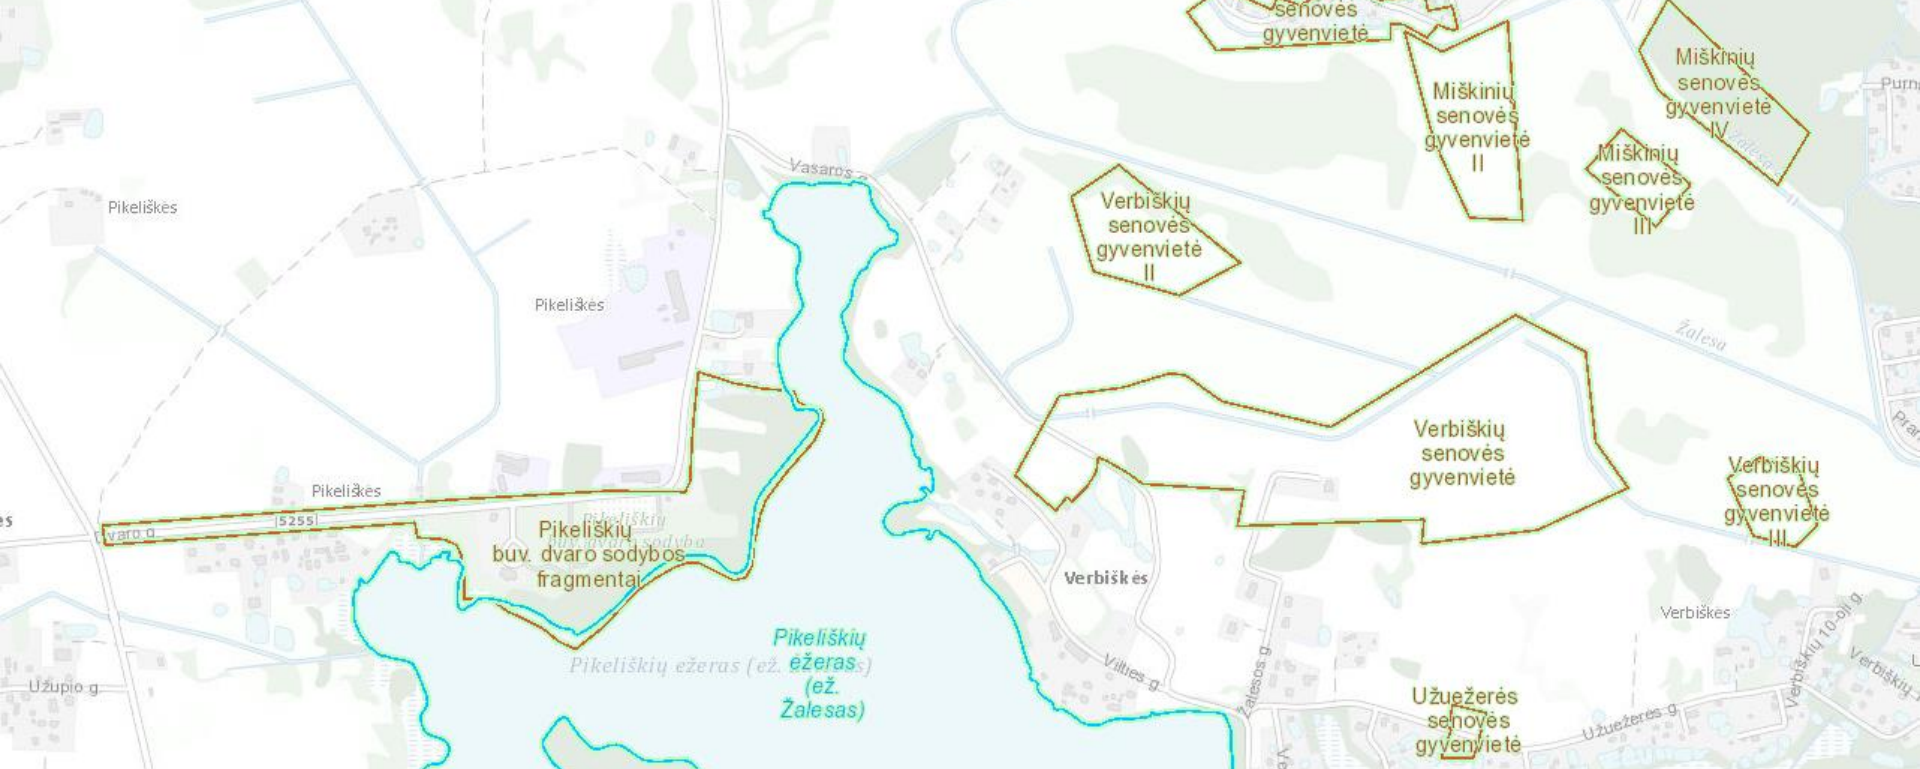 senovės
gyvenvietė
Miškinių
senovės
gyvenvietė
IV
Purn
Žalesa
Miškinių
senovės
gyvenvietė
II
Miškinių
senovės
gyvenvietė
III
Vasaros g.
Pikeliškės
Verbiškių
senovės
gyvenvietė
II
Pikeliškės
Žalesa
Verbiškių
senovės
gyvenvietė
Verbiškių
senovės
gyvenvietė
III
Pikeliškės
(5255)
Dvaro g.
Pikeliškių
buv. dvaro sodyba
Pikeliškių
buv. dvaro sodybos
fragmentai
Verbiškės
Verbiškės
Pikeliškių ežeras (ež. Žalesas)
Pikeliškių
ežeras
(ež.
Žalesas)
Užupio g.
Vilties g.
Žalesos g.
Užuežerės
senovės
gyvenvietė
Užuežerės g.
Verbiškių 10-oji g.
Verbiškių